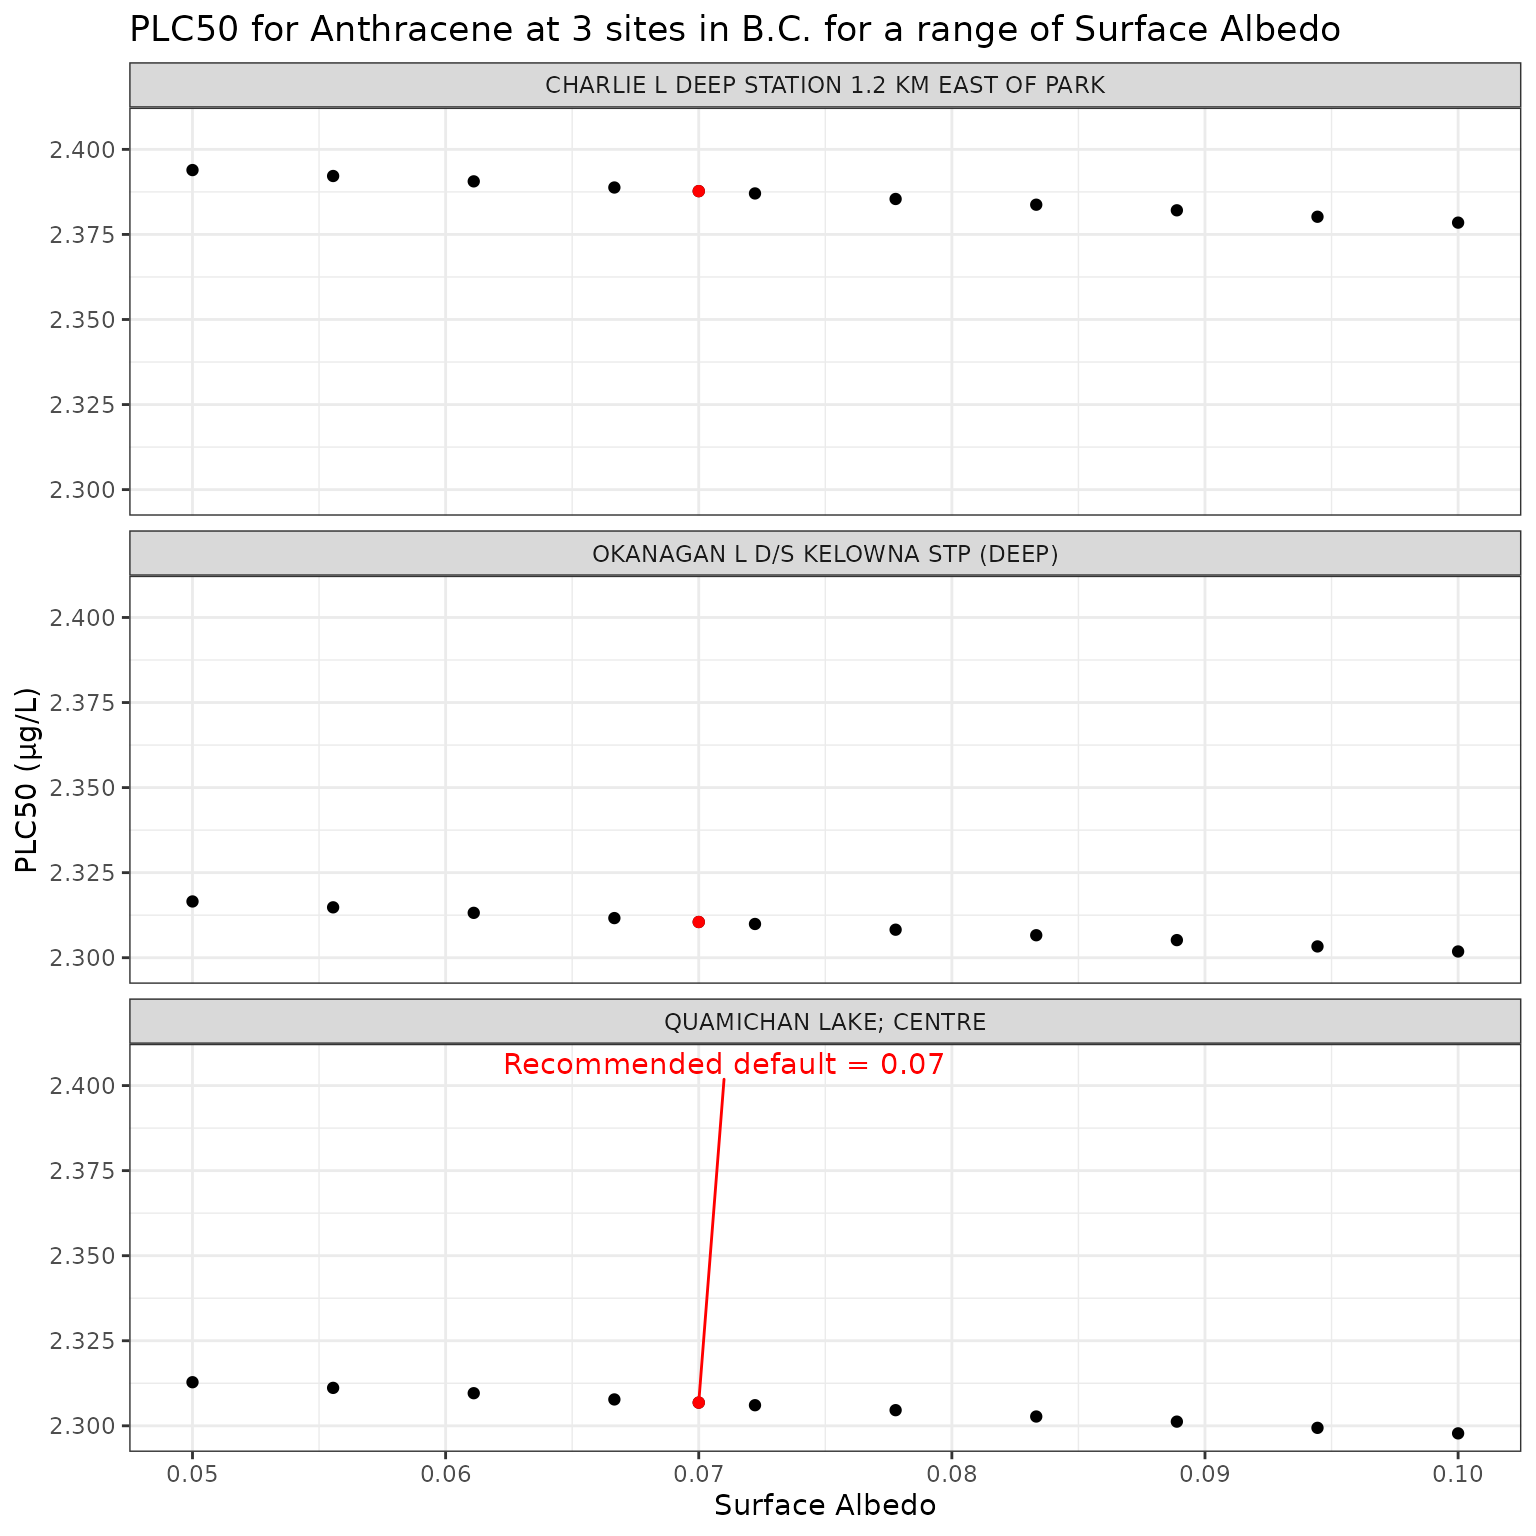 PLC50 for Anthracene at 3 sites in B.C. for a range of Surface Albedo
CHARLIE L DEEP STATION 1.2 KM EAST OF PARK
2.400
2.375
2.350
2.325
2.300
OKANAGAN L D/S KELOWNA STP (DEEP)
2.400
2.375
2.350
2.325
2.300
PLC50 (µg/L)
QUAMICHAN LAKE; CENTRE
Recommended default = 0.07
2.400
2.375
2.350
2.325
2.300
0.05 0.06 0.07 0.08 0.09 0.10
Surface Albedo